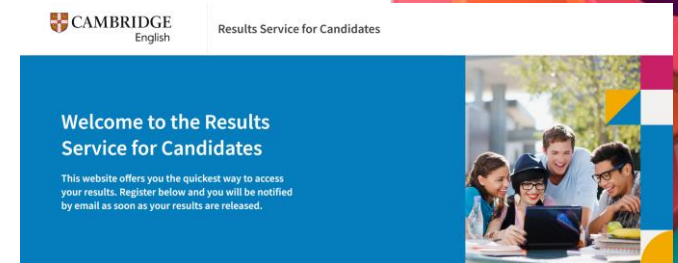 CAMBRIDGE
English
Results Service for Candidates
Welcome to the Results
Service for Candidates
This website offers you the quickest way to access
your results. Register below and you will be notified
by email as soon as your results are released.